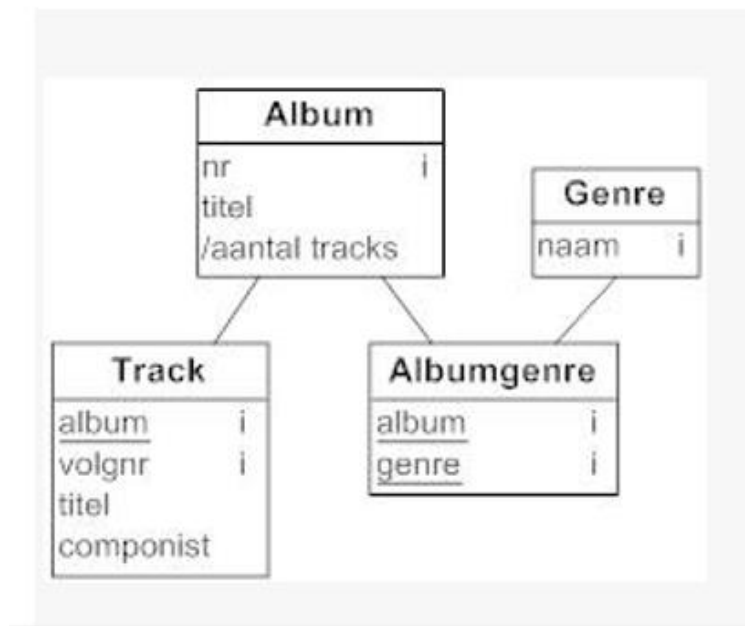 Album
nr i
titel
/aantal tracks
Genre
naam i
Track
album i
volgnr i
titel
componist
Albumgenre
album i
genre i